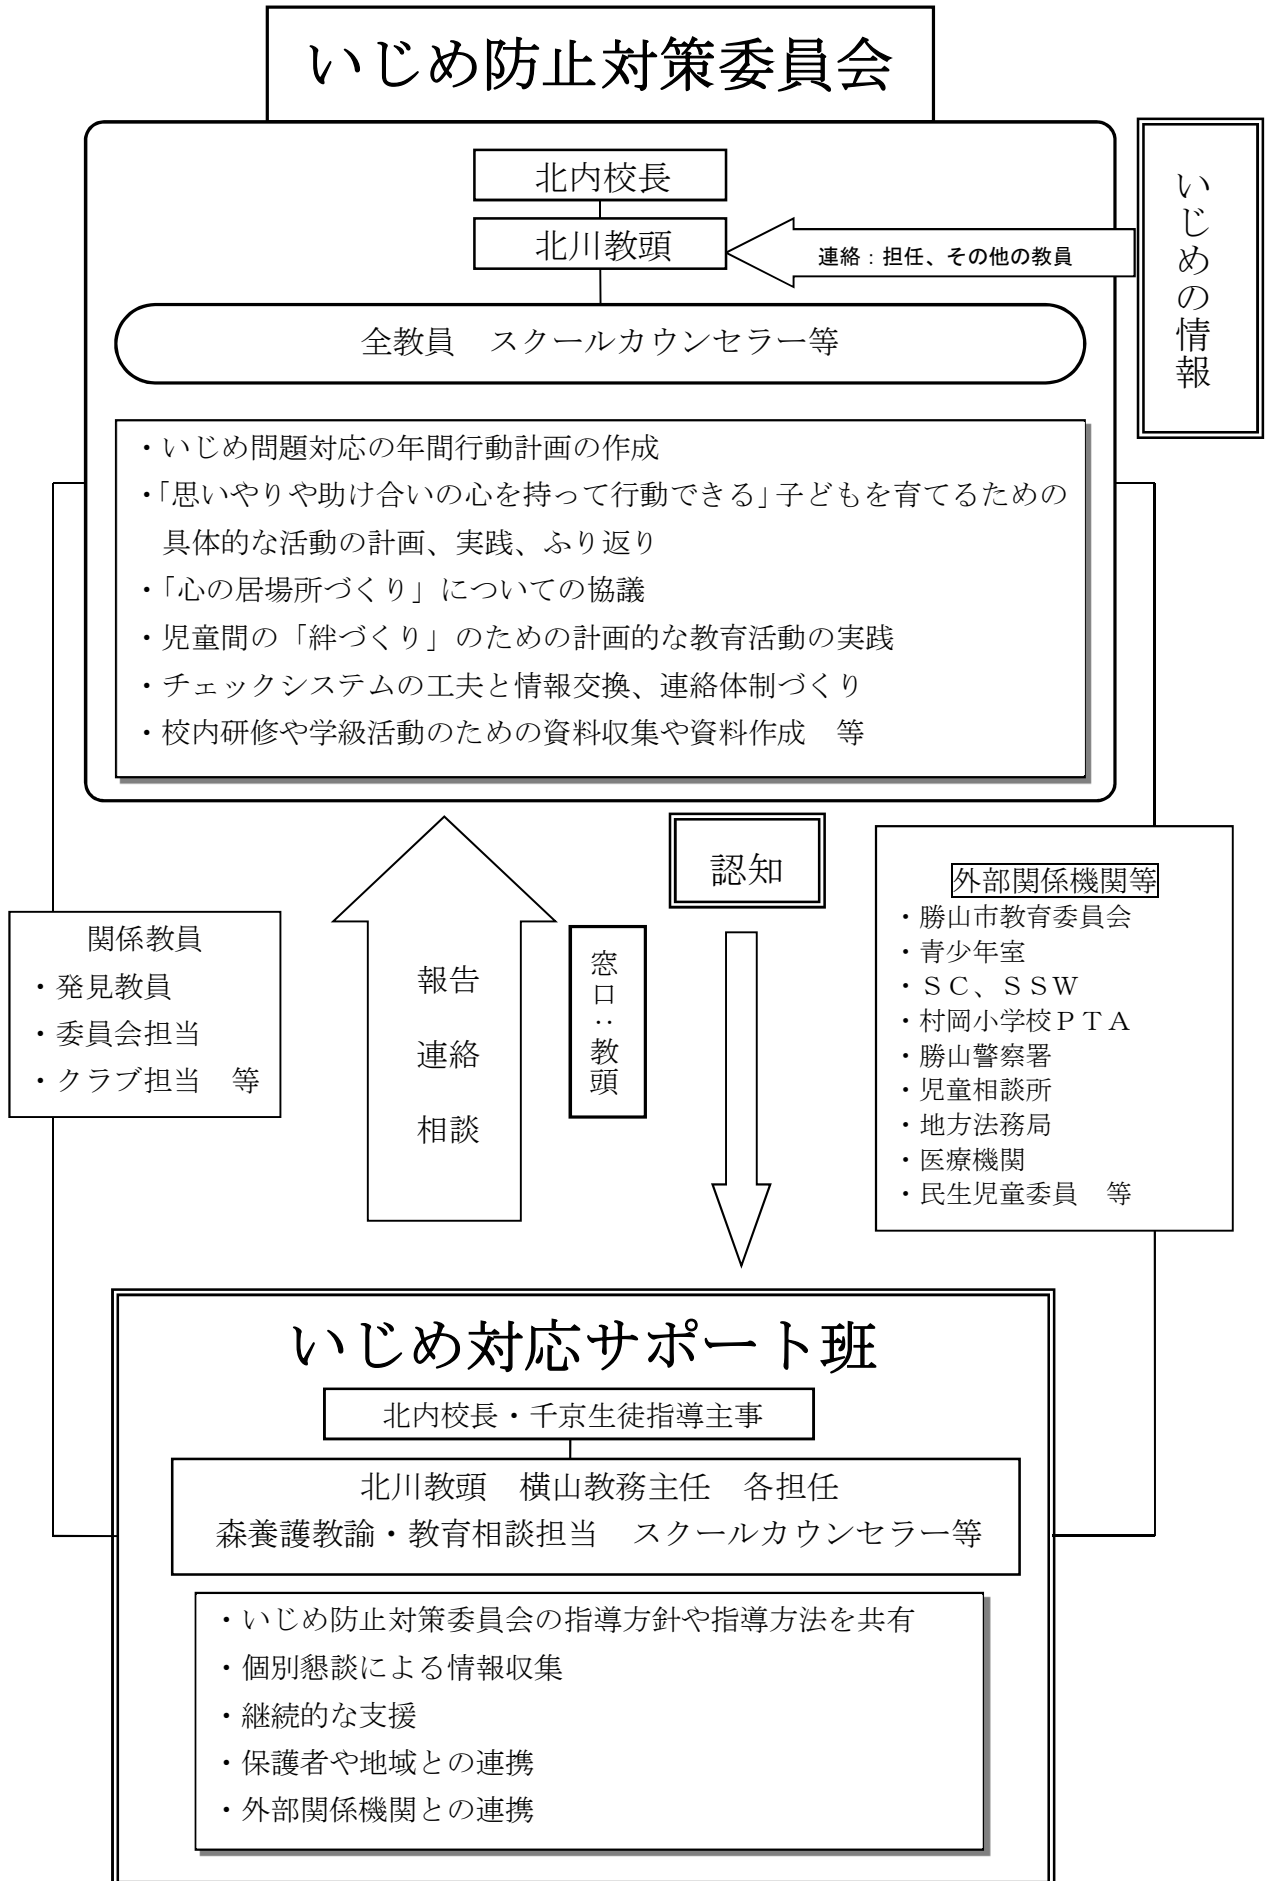 いじめ防止対策委員会
北内校長
北川教頭
連絡：担任、その他の教員
いじめの情報
全教員　スクールカウンセラー等
・いじめ問題対応の年間行動計画の作成
・「思いやりや助け合いの心を持って行動できる」子どもを育てるための
具体的な活動の計画、実践、ふり返り
・「心の居場所づくり」についての協議
・児童間の「絆づくり」のための計画的な教育活動の実践
・チェックシステムの工夫と情報交換、連絡体制づくり
・校内研修や学級活動のための資料収集や資料作成　等
関係教員
・発見教員
・委員会担当
・クラブ担当　等
報告
連絡
相談
窓口：教頭
認知
外部関係機関等
・勝山市教育委員会
・青少年室
・ＳＣ、ＳＳＷ
・村岡小学校ＰＴＡ
・勝山警察署
・児童相談所
・地方法務局
・医療機関
・民生児童委員　等
いじめ対応サポート班
北内校長・千京生徒指導主事
北川教頭　横山教務主任　各担任
森養護教諭・教育相談担当　スクールカウンセラー等
・いじめ防止対策委員会の指導方針や指導方法を共有
・個別懇談による情報収集
・継続的な支援
・保護者や地域との連携
・外部関係機関との連携